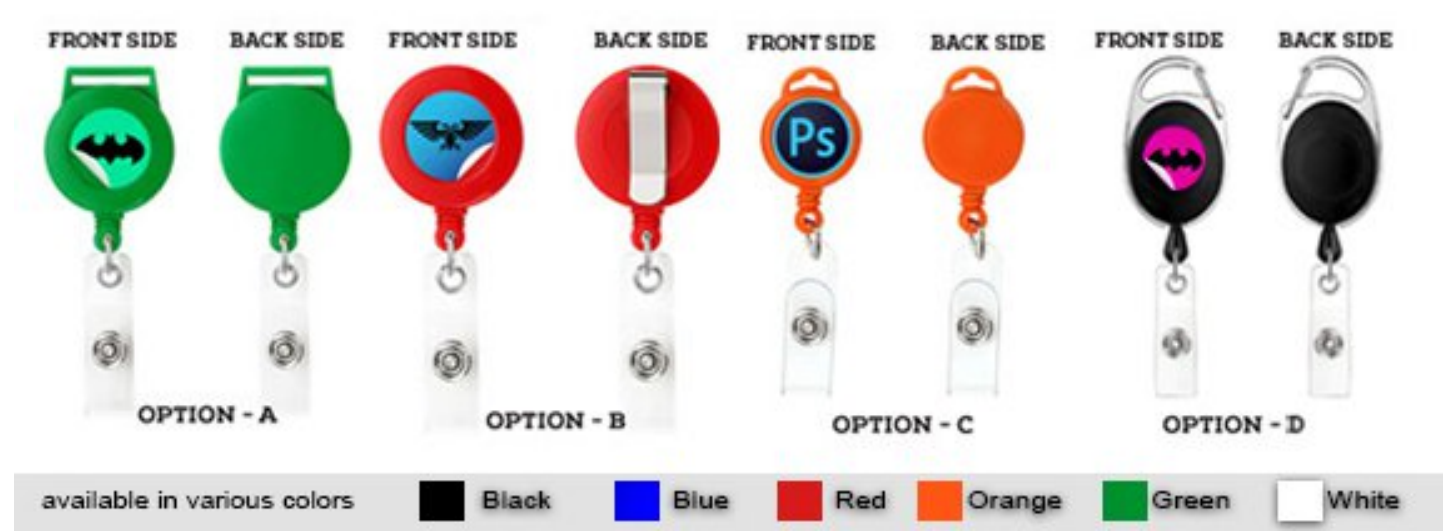 FRONT SIDE BACK SIDE FRONT SIDE BACK SIDE FRONT SIDE BACK SIDE FRONT SIDE BACK SIDE
Ps
OPTION - A OPTION - B OPTION - C OPTION - D
available in various colors Black Blue Red Orange Green White